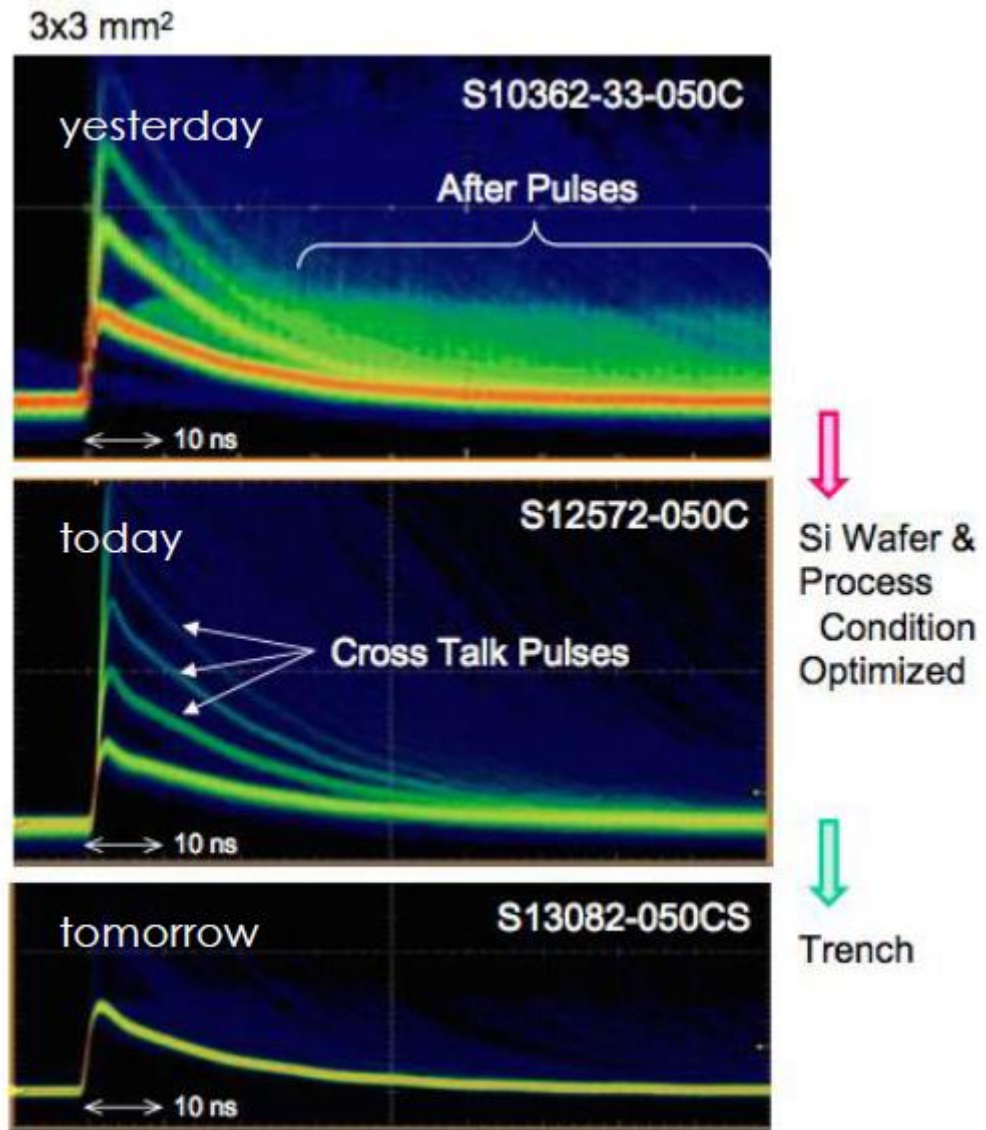 3x3 mm²
S10362-33-050C
yesterday
After Pulses
10 ns
S12572-050C
today
Si Wafer &
Process
Condition
Optimized
Cross Talk Pulses
10 ns
S13082-050CS
tomorrow
Trench
10 ns